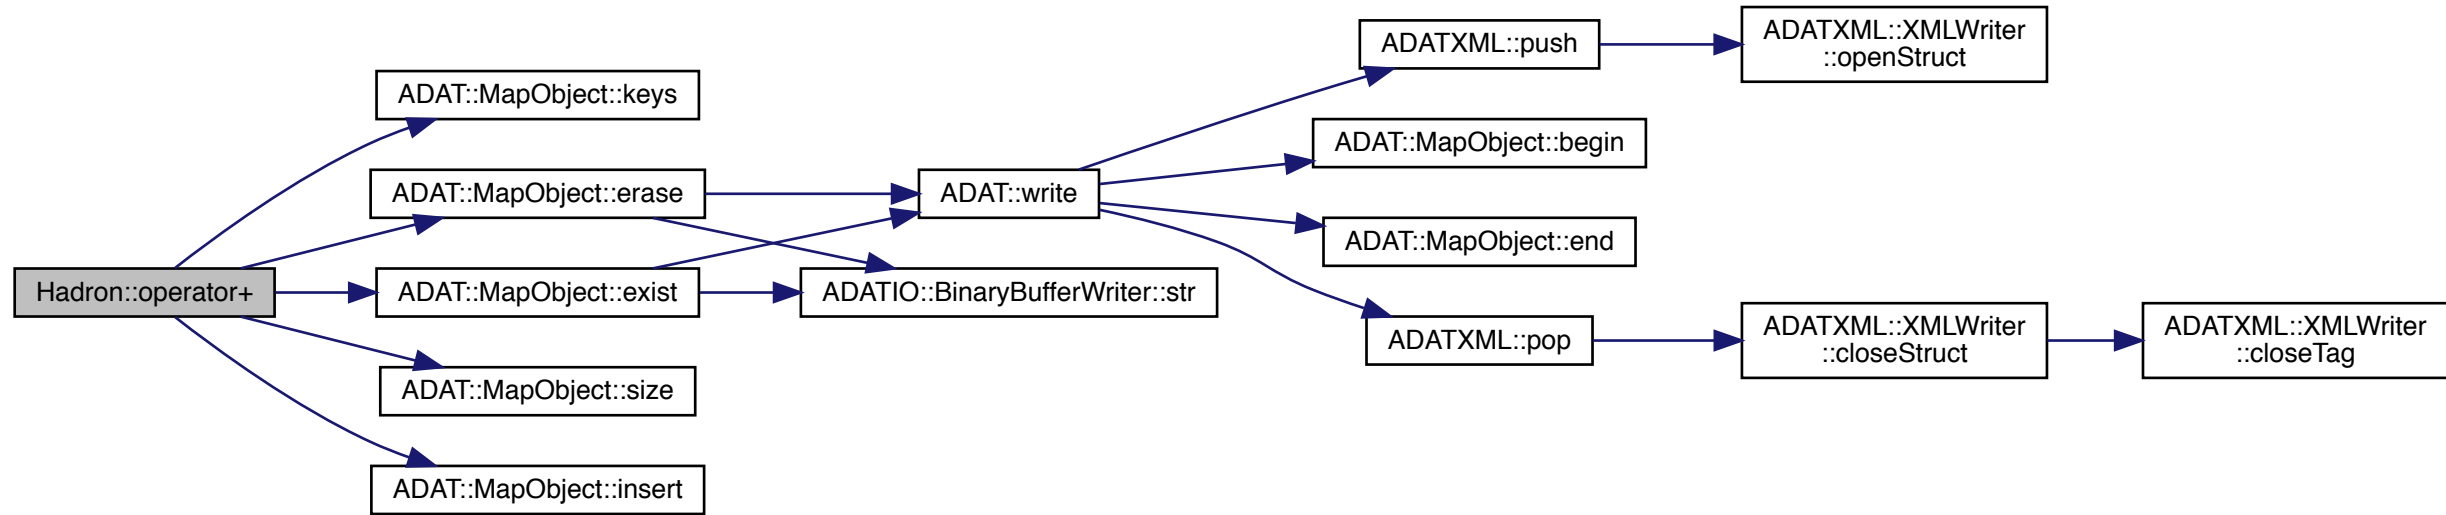 Hadron::operator+
ADAT::MapObject::keys
ADAT::MapObject::erase
ADAT::MapObject::exist
ADAT::MapObject::size
ADAT::MapObject::insert
ADAT::write
ADATIO::BinaryBufferWriter::str
ADATXML::push
ADAT::MapObject::begin
ADAT::MapObject::end
ADATXML::pop
ADATXML::XMLWriter
::openStruct
ADATXML::XMLWriter
::closeStruct
ADATXML::XMLWriter
::closeTag